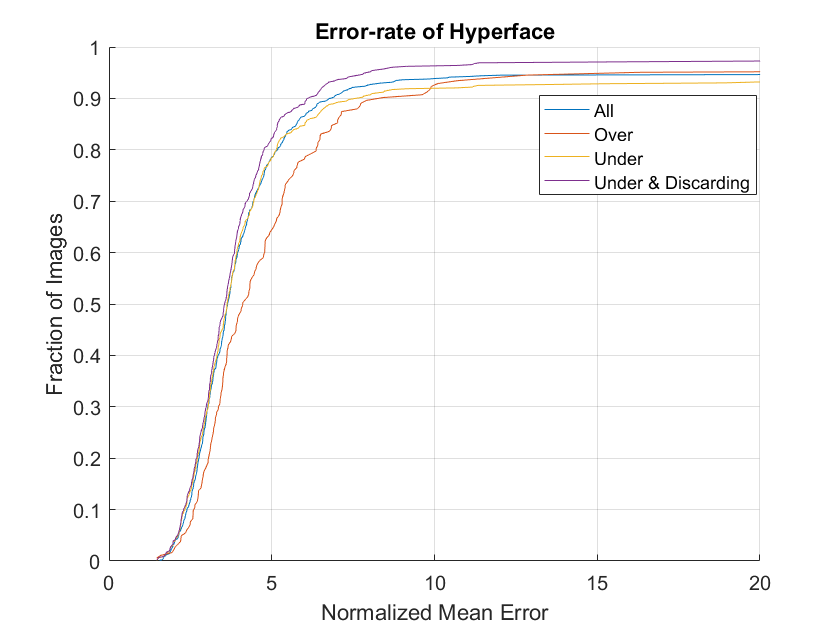 Error-rate of Hyperface
1
0.9
0.8
0.7
0.6
0.5
0.4
0.3
0.2
0.1
0
Fraction of Images
All
Over
Under
Under & Discarding
0 5 10 15 20
Normalized Mean Error